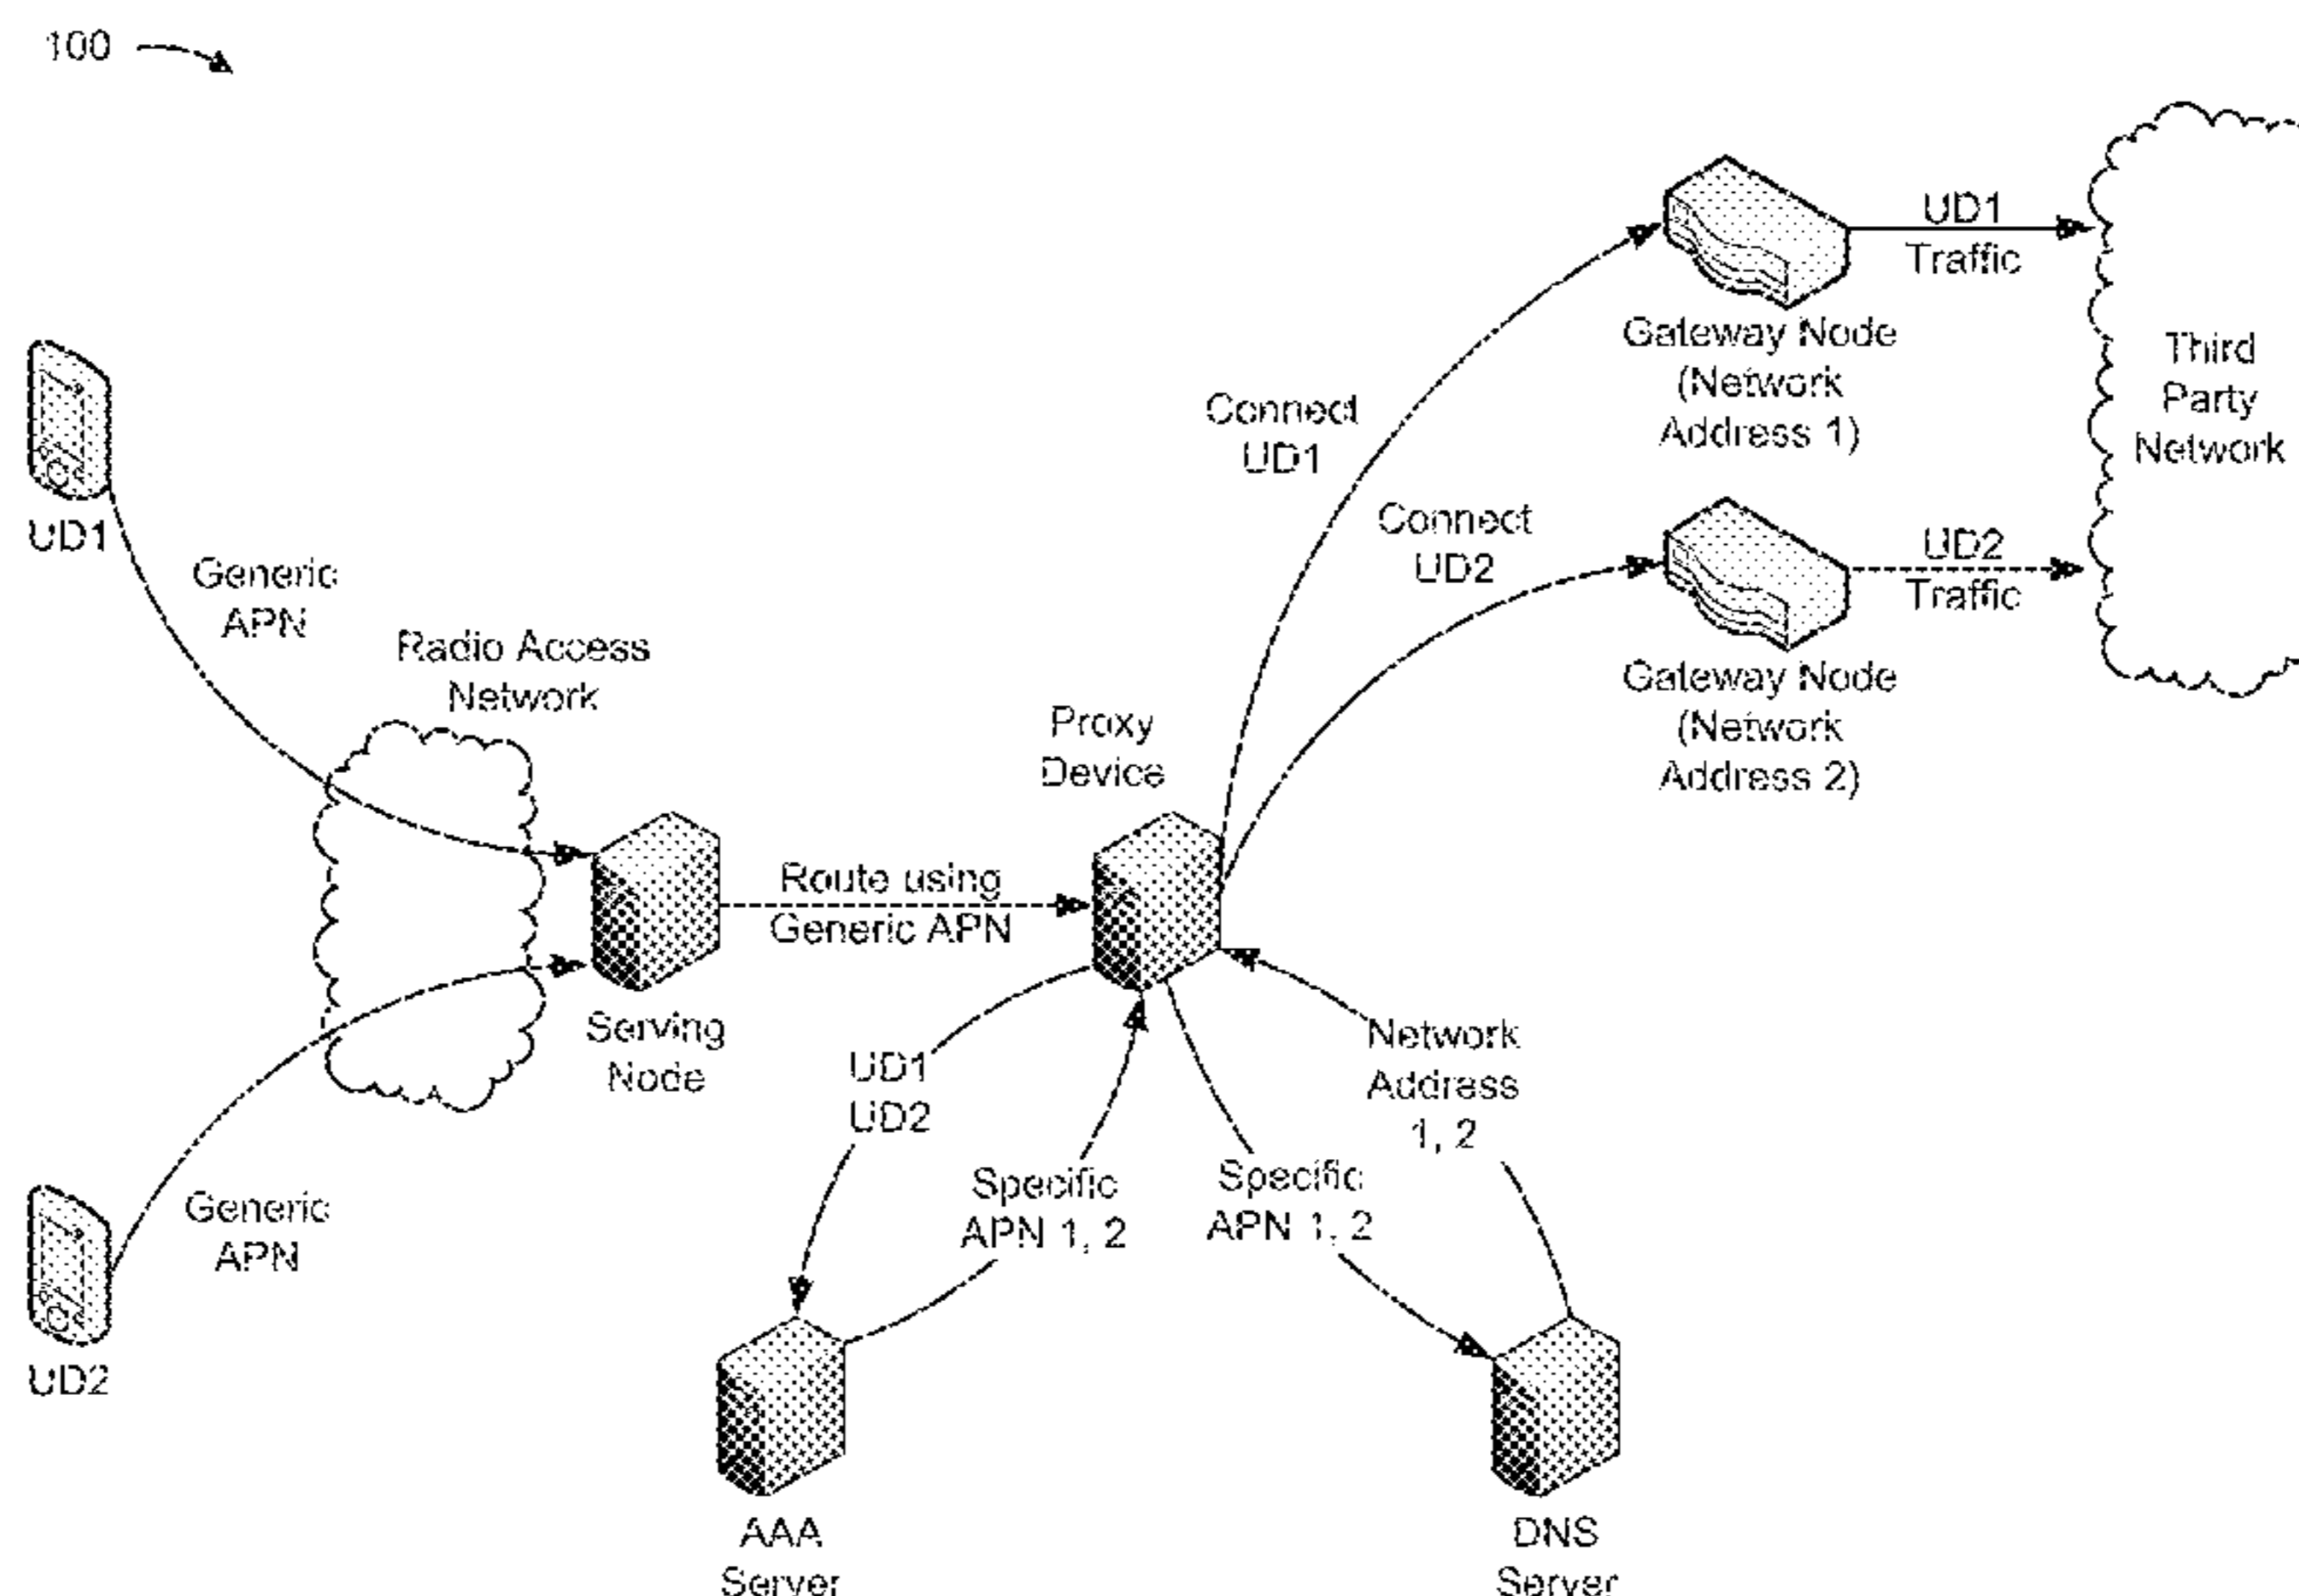 100
UD1
Traffic
Gateway Node
(Network
Address 1)
Third
Party
Network
Connect
UD1
Connect
UD2
UD2
Traffic
Gateway Node
(Network
Address 2)
UD1
Generic
APN
Radio Access
Network
Proxy
Device
Route using
Generic APN
Serving
Node
UD1
UD2
Network
Address
1, 2
Specific
APN 1, 2
Specific
APN 1, 2
Generic
APN
UD2
AAA
Server
DNS
Server